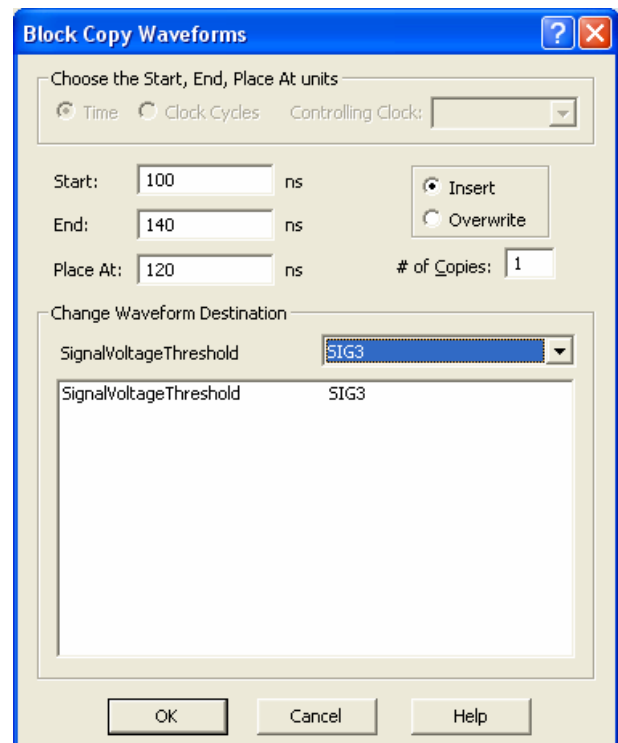 Block Copy Waveforms
Choose the Start, End, Place At units
Time Clock Cycles Controlling Clock:
Start: 100 ns
Insert
End: 140 ns
Overwrite
Place At: 120 ns
# of Copies: 1
Change Waveform Destination
SignalVoltageThreshold SIG3
SignalVoltageThreshold SIG3
OK Cancel Help